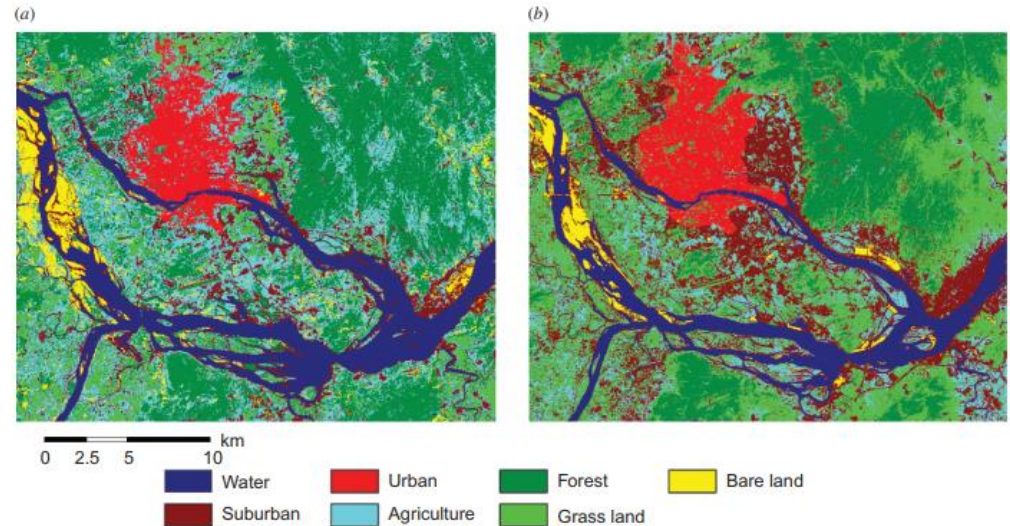 (a) (b)
km
0 2.5 5 10
Water Urban Forest Bare land
Suburban Agriculture Grass land